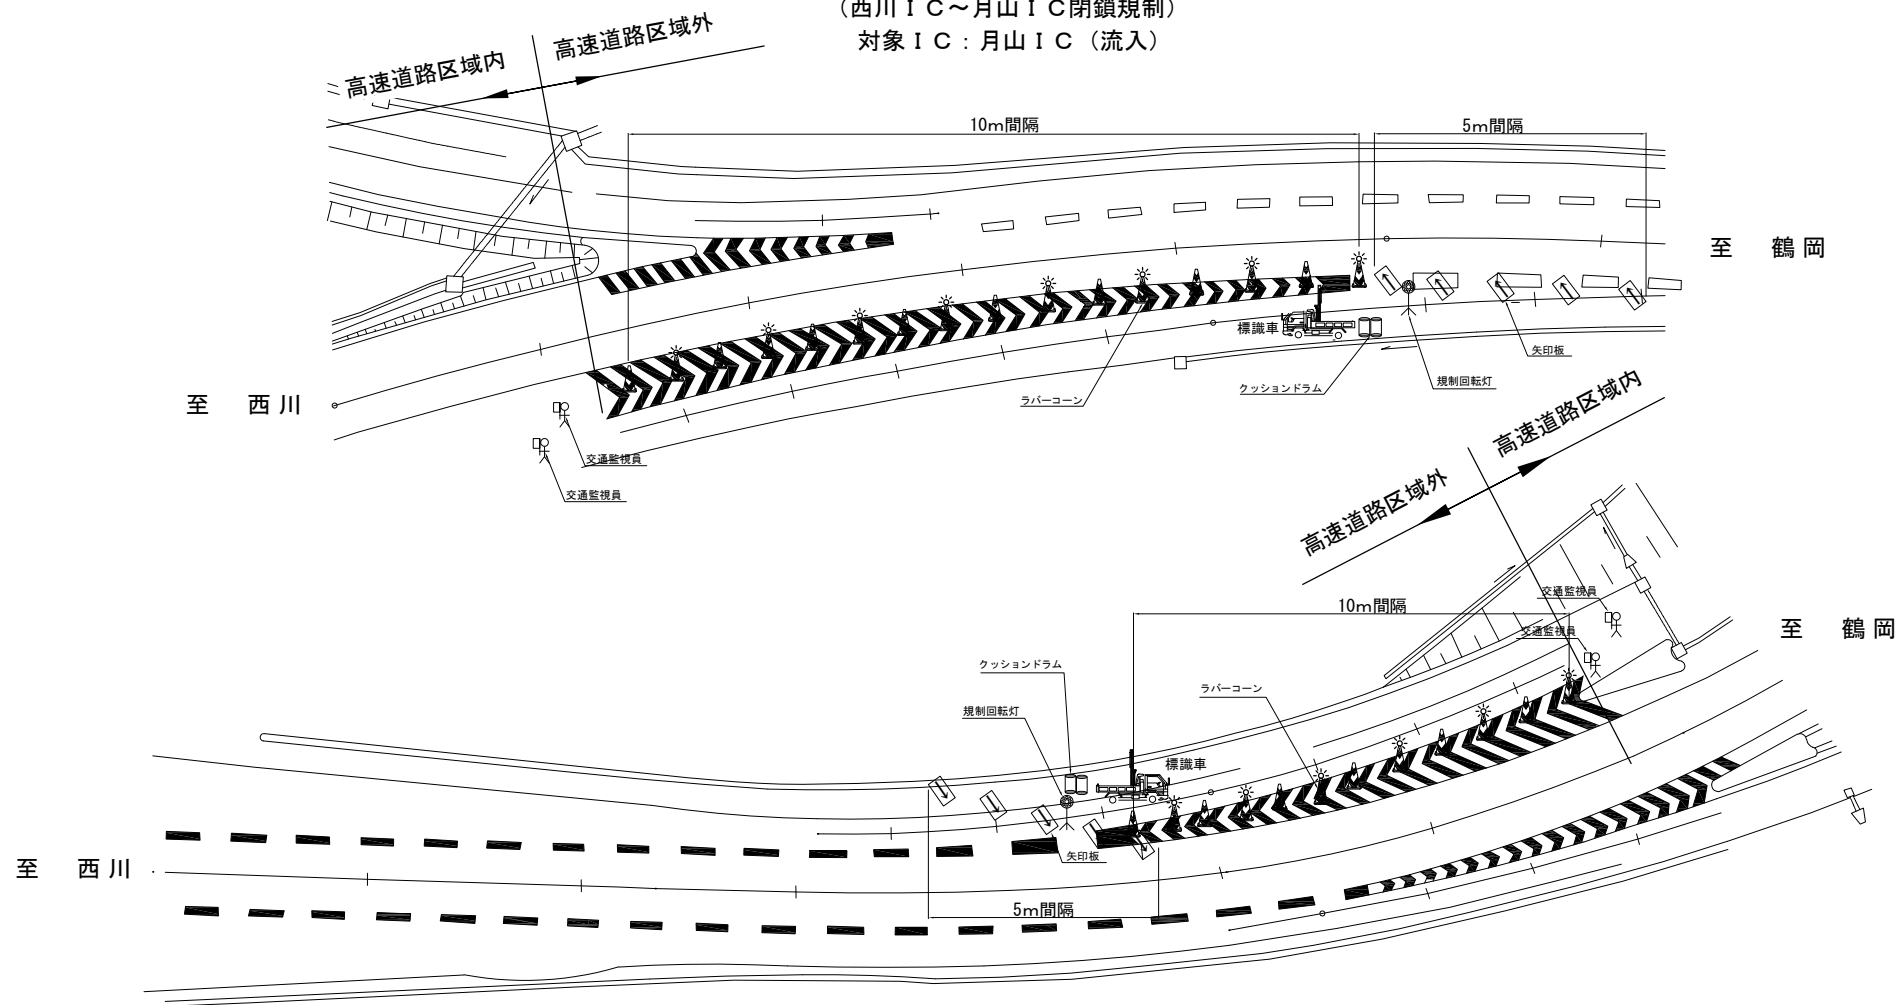 （西川ＩＣ～月山ＩＣ閉鎖規制）
対象ＩＣ：月山ＩＣ（流入）
高速道路区域内
高速道路区域外
10m間隔
5m間隔
至 鶴岡
標識車
矢印板
規制回転灯
クッションドラム
ラバーコーン
至 西川
交通監視員
交通監視員
高速道路区域内
高速道路区域外
交通監視員
10m間隔
交通監視員
至 鶴岡
クッションドラム
ラバーコーン
規制回転灯
標識車
矢印板
至 西川
5m間隔